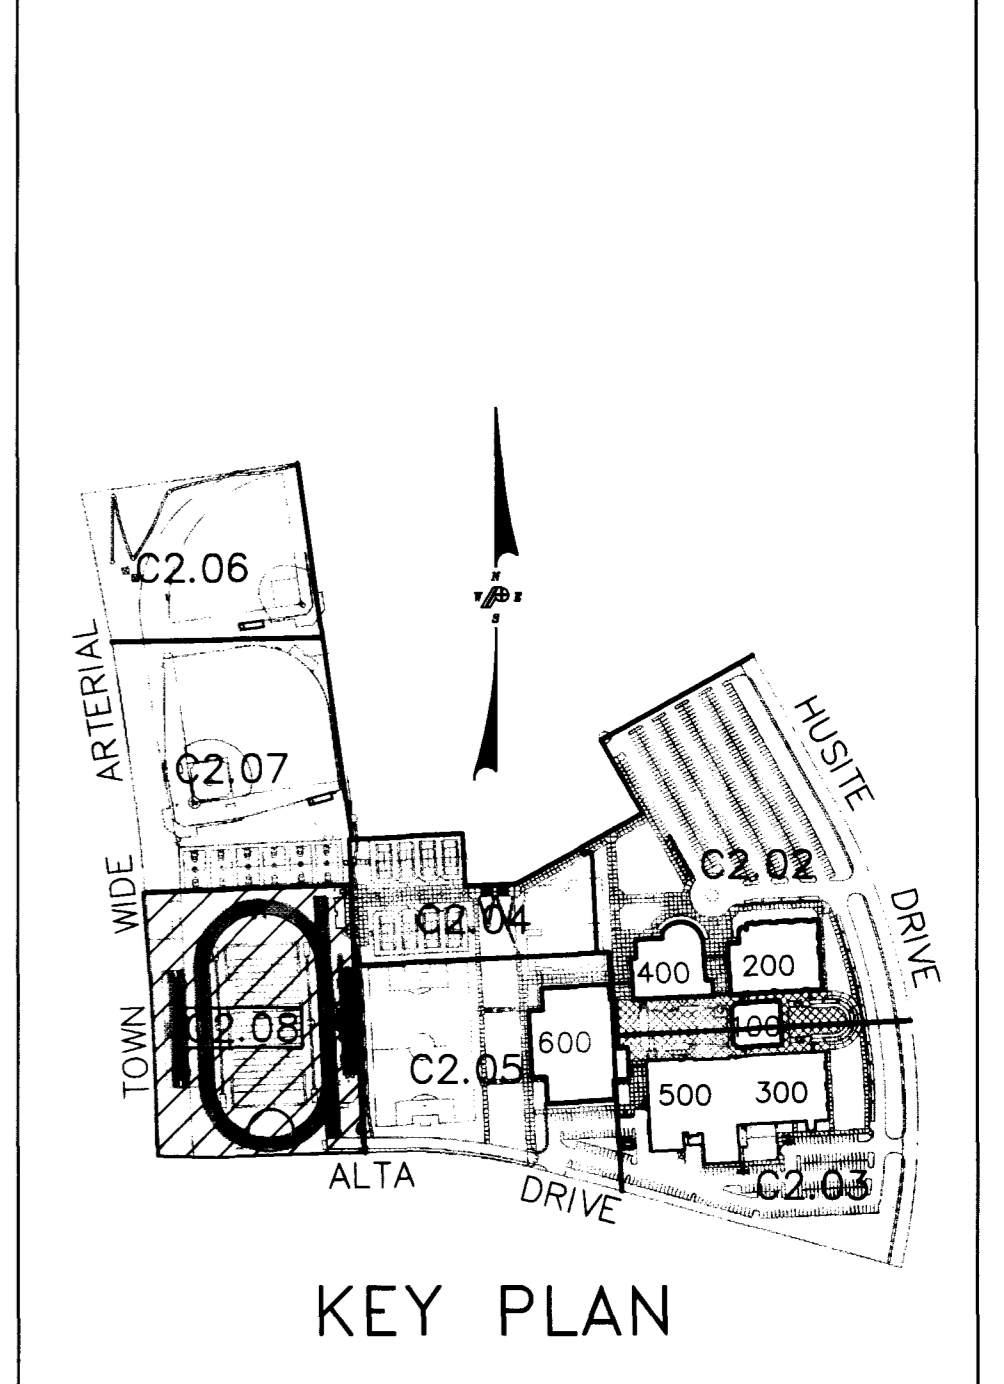 C2.06
N
W E
S
ARTERIAL
HUSITE
C2.07
C2.02
WIDE
DRIVE
C2.04
400
200
TOWN
C2.08
100
600
C2.05
500
300
ALTA
C2.03
DRIVE
KEY PLAN